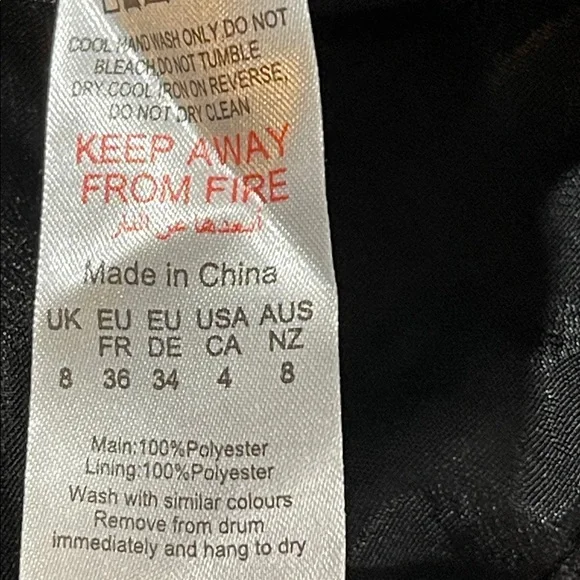 COOL HAND WASH ONLY DO NOT
BLEACH,DO NOT TUMBLE
DRY COOL IRON ON REVERSE,
DO NOT DRY CLEAN
KEEP AWAY
FROM FIRE
أبعدها عن النار
Made in China
UK EU EU USA AUS
FR DE CA NZ
8 36 34 4 8
Main:100%Polyester
Lining:100%Polyester
Wash with similar colours
Remove from drum
immediately and hang to dry